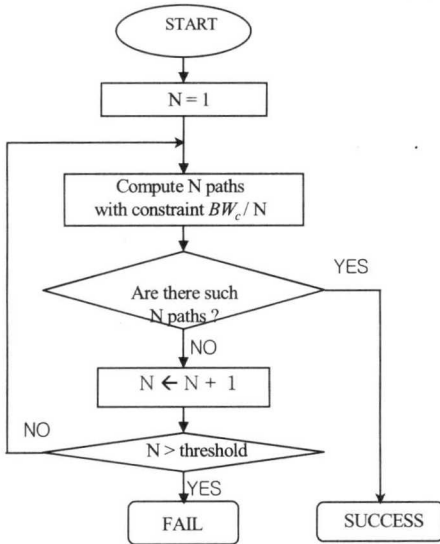 START
N = 1
Compute N paths
with constraint BWc / N
YES
Are there such
N paths ?
NO
N ← N + 1
NO
N > threshold
YES
FAIL
SUCCESS